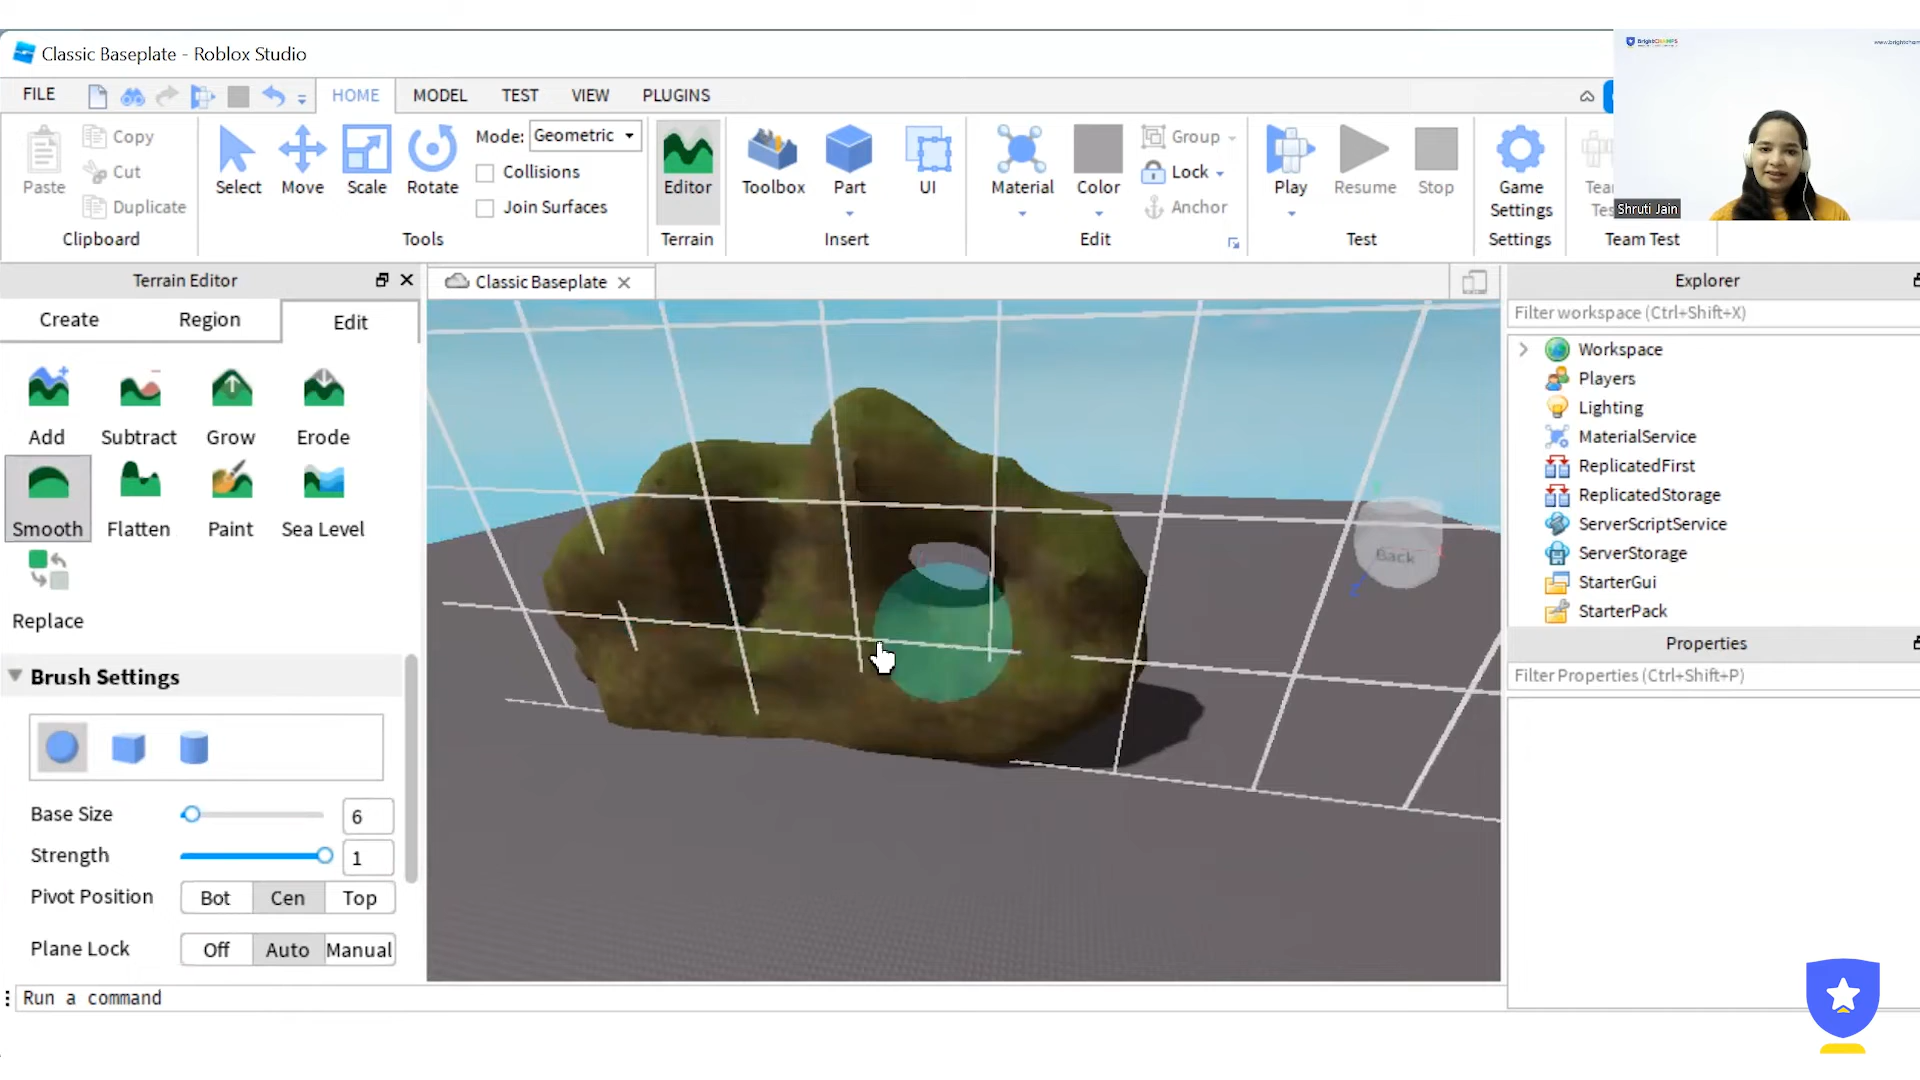 Classic Baseplate - Roblox Studio
BrightCHAMPS
FILE HOME MODEL TEST VIEW PLUGINS
Paste Copy Cut Duplicate
Clipboard
Select Move Scale Rotate
Mode: Geometric
Collisions
Join Surfaces
Tools
Editor
Terrain
Toolbox Part UI
Insert
Material Color Group Lock Anchor
Edit
Play Resume Stop
Test
Game Settings
Settings
Team Test
Shruti Jain
Terrain Editor
Create Region Edit
Add Subtract Grow Erode
Smooth Flatten Paint Sea Level
Replace
Brush Settings
Base Size 6
Strength 1
Pivot Position Bot Cen Top
Plane Lock Off Auto Manual
Run a command
Classic Baseplate
Back
Explorer
Filter workspace (Ctrl+Shift+X)
Workspace
Players
Lighting
MaterialService
ReplicatedFirst
ReplicatedStorage
ServerScriptService
ServerStorage
StarterGui
StarterPack
Properties
Filter Properties (Ctrl+Shift+P)